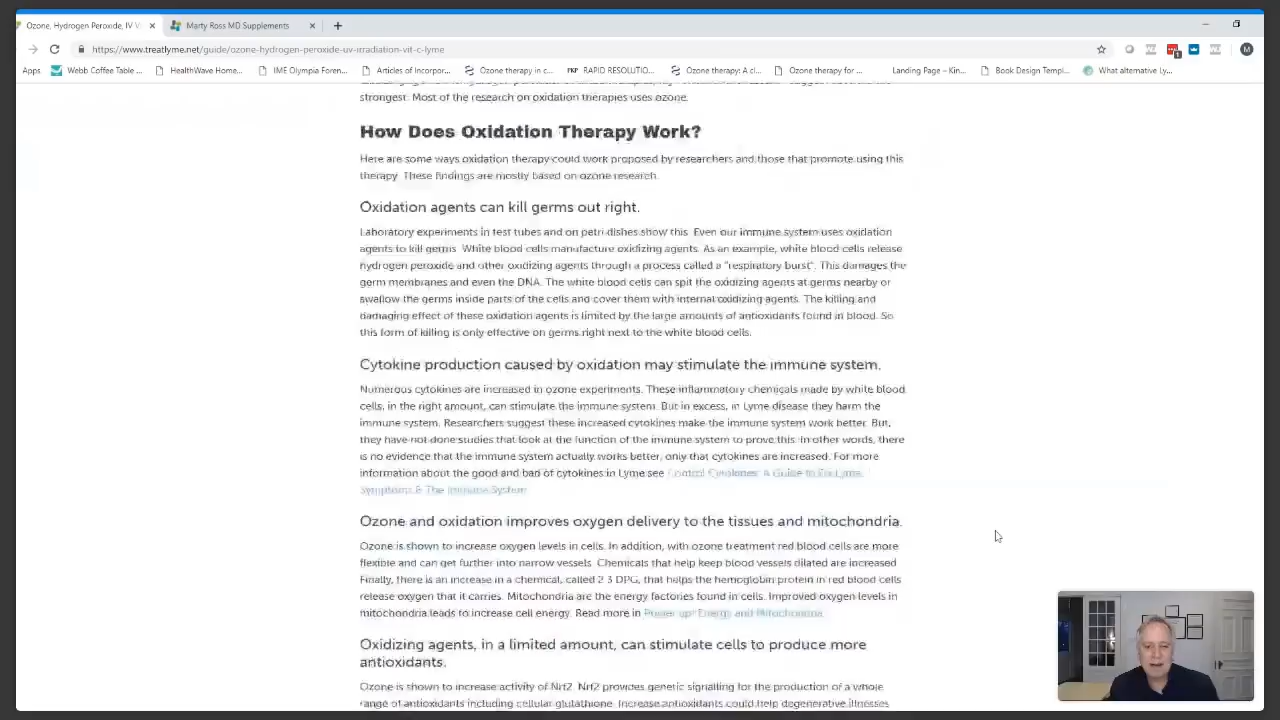 Ozone, Hydrogen Peroxide, IV V
Marty Ross MD Supplements
https://www.treatlyme.net/guide/ozone-hydrogen-peroxide-uv-irradiation-vit-c-lyme
Apps Webb Coffee Table ... HealthWave Home... IME Olympia Foren... Articles of Incorpor... Ozone therapy in c... RAPID RESOLUTIO... Ozone therapy: A cl... Ozone therapy for ... Landing Page – Kin... Book Design Templ... What alternative Ly...
strongest. Most of the research on oxidation therapies uses ozone.
How Does Oxidation Therapy Work?
Here are some ways oxidation therapy could work proposed by researchers and those that promote using this
therapy. These findings are mostly based on ozone research.
Oxidation agents can kill germs out right.
Laboratory experiments in test tubes and on petri dishes show this. Even our immune system uses oxidation
agents to kill germs. White blood cells manufacture oxidizing agents. As an example, white blood cells release
hydrogen peroxide and other oxidizing agents through a process called a "respiratory burst". This damages the
germ membranes and even the DNA. The white blood cells can spit the oxidizing agents at germs nearby or
swallow the germs inside parts of the cells and cover them with internal oxidizing agents. The killing and
damaging effect of these oxidation agents is limited by the large amounts of antioxidants found in blood. So
this form of killing is only effective on germs right next to the white blood cells.
Cytokine production caused by oxidation may stimulate the immune system.
Numerous cytokines are increased in ozone experiments. These inflammatory chemicals made by white blood
cells, in the right amount, can stimulate the immune system. But in excess, in Lyme disease they harm the
immune system. Researchers suggest these increased cytokines make the immune system work better. But,
they have not done studies that look at the function of the immune system to prove this. In other words, there
is no evidence that the immune system actually works better, only that cytokines are increased. For more
information about the good and bad of cytokines in Lyme see Control Cytokines: A Guide to Fix Lyme
Symptoms & The Immune System.
Ozone and oxidation improves oxygen delivery to the tissues and mitochondria.
Ozone is shown to increase oxygen levels in cells. In addition, with ozone treatment red blood cells are more
flexible and can get further into narrow vessels. Chemicals that help keep blood vessels dilated are increased.
Finally, there is an increase in a chemical, called 2 3 DPG, that helps the hemoglobin protein in red blood cells
release oxygen that it carries. Mitochondria are the energy factories found in cells. Improved oxygen levels in
mitochondria leads to increase cell energy. Read more in Power up! Energy and Mitochondria.
Oxidizing agents, in a limited amount, can stimulate cells to produce more
antioxidants.
Ozone is shown to increase activity of Nrf2. Nrf2 provides genetic signalling for the production of a whole
range of antioxidants including cellular glutathione. Increase antioxidants could help degenerative illnesses